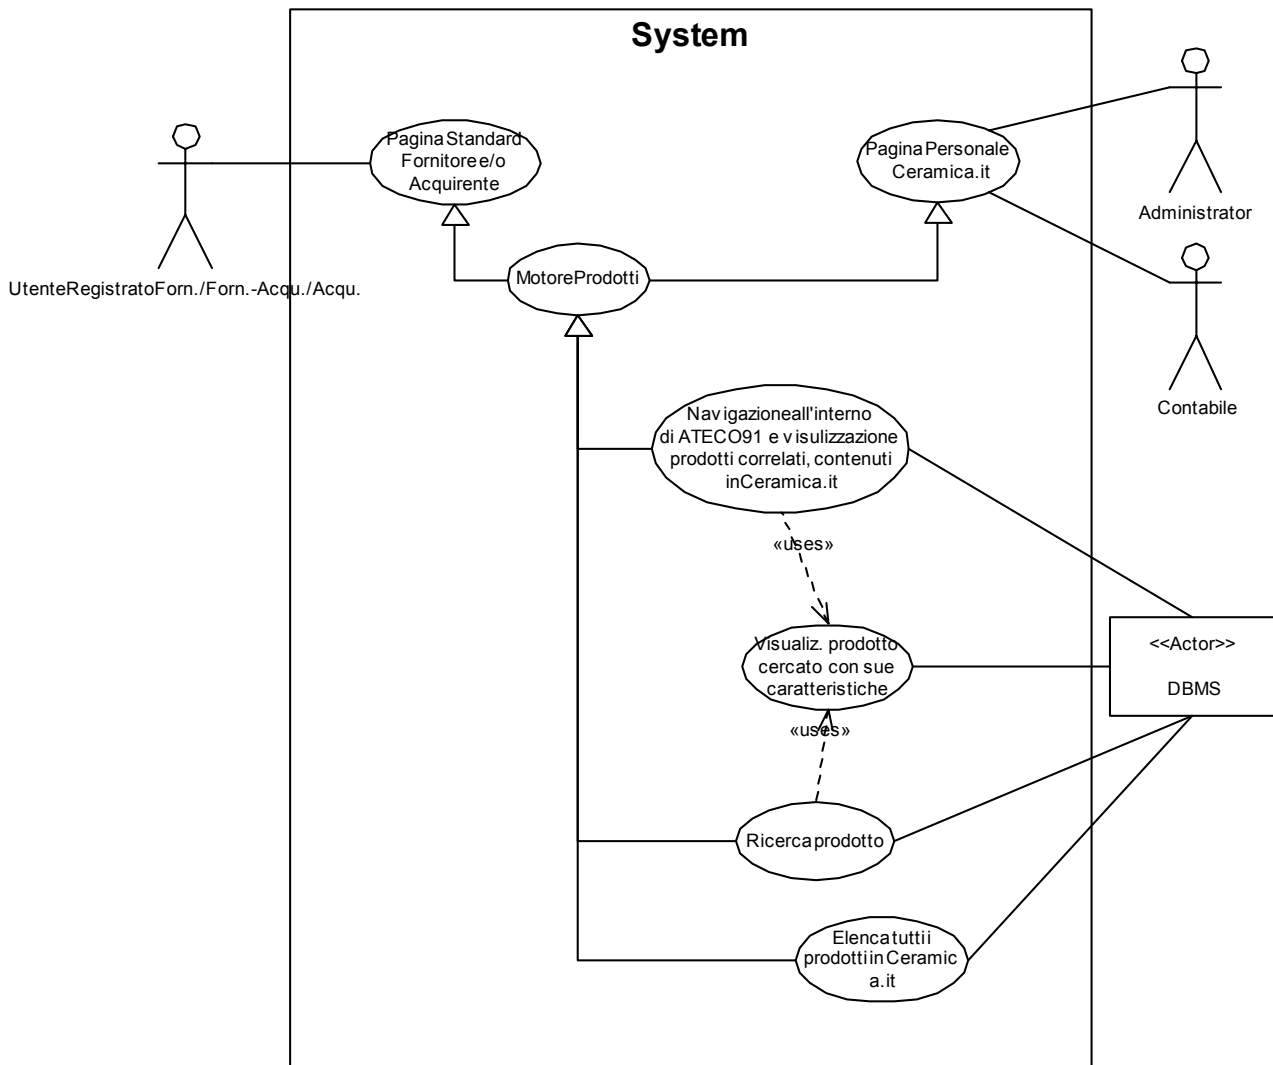 System
Pagina Standard
Fornitore e/o
Acquirente
Pagina Personale
Ceramica.it
Administrator
UtenteRegistratoForn./Forn.-Acqu./Acqu.
MotoreProdotti
Contabile
Navigazione all'interno
di ATECO91 e visulizzazione
prodotti correlati, contenuti
in Ceramica.it
«uses»
Visualiz. prodotto
cercato con sue
caratteristiche
<<Actor>>
DBMS
«uses»
Ricerca prodotto
Elenca tutti i
prodotti in Ceramic
a.it